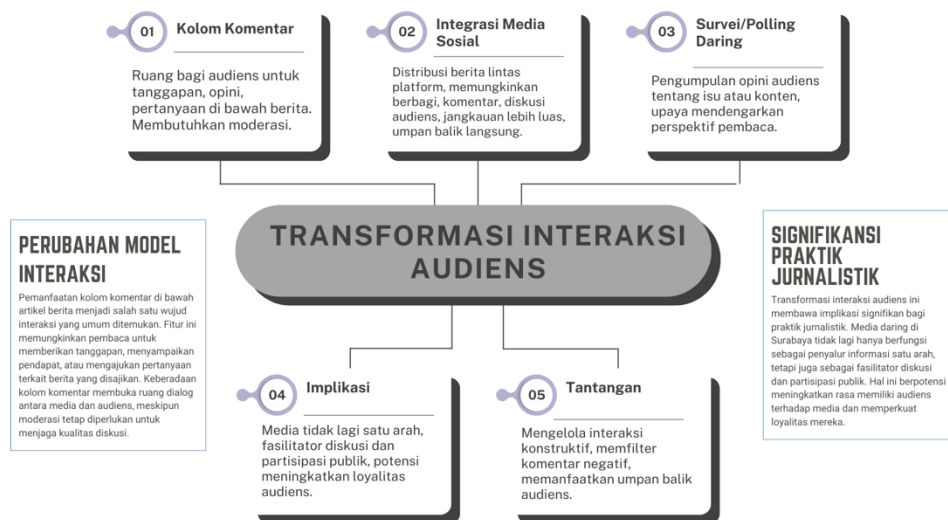 01
Kolom Komentar
Ruang bagi audiens untuk
tanggapan, opini,
pertanyaan di bawah berita.
Membutuhkan moderasi.
02
Integrasi Media
Sosial
Distribusi berita lintas
platform, memungkinkan
berbagi, komentar, diskusi
audiens, jangkauan lebih luas,
umpan balik langsung.
03
Survei/Polling
Daring
Pengumpulan opini audiens
tentang isu atau konten,
upaya mendengarkan
perspektif pembaca.
TRANSFORMASI INTERAKSI
AUDIENS
PERUBAHAN MODEL
INTERAKSI
Pemanfaatan kolom komentar di bawah
artikel berita menjadi salah satu wujud
interaksi yang umum ditemukan. Fitur ini
memungkinkan pembaca untuk
memberikan tanggapan, menyampaikan
pendapat, atau mengajukan pertanyaan
terkait berita yang disajikan. Keberadaan
kolom komentar membuka ruang dialog
antara media dan audiens, meskipun
moderasi tetap diperlukan untuk
menjaga kualitas diskusi.
SIGNIFIKANSI
PRAKTIK
JURNALISTIK
Transformasi interaksi audiens ini
membawa implikasi signifikan bagi
praktik jurnalistik. Media daring di
Surabaya tidak lagi hanya berfungsi
sebagai penyalur informasi satu arah,
tetapi juga sebagai fasilitator diskusi
dan partisipasi publik. Hal ini berpotensi
meningkatkan rasa memiliki audiens
terhadap media dan memperkuat
loyalitas mereka.
04
Implikasi
Media tidak lagi satu arah,
fasilitator diskusi dan
partisipasi publik, potensi
meningkatkan loyalitas
audiens.
05
Tantangan
Mengelola interaksi
konstruktif, memfilter
komentar negatif,
memanfaatkan umpan balik
audiens.